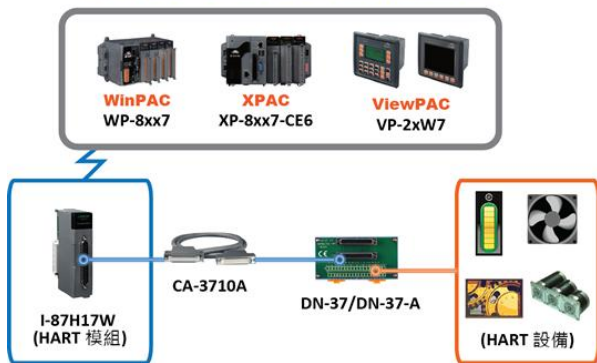 WinPAC
WP-8xx7
XPAC
XP-8xx7-CE6
ViewPAC
VP-2xW7
I-87H17W
(HART 模組)
CA-3710A
DN-37/DN-37-A
(HART 設備)